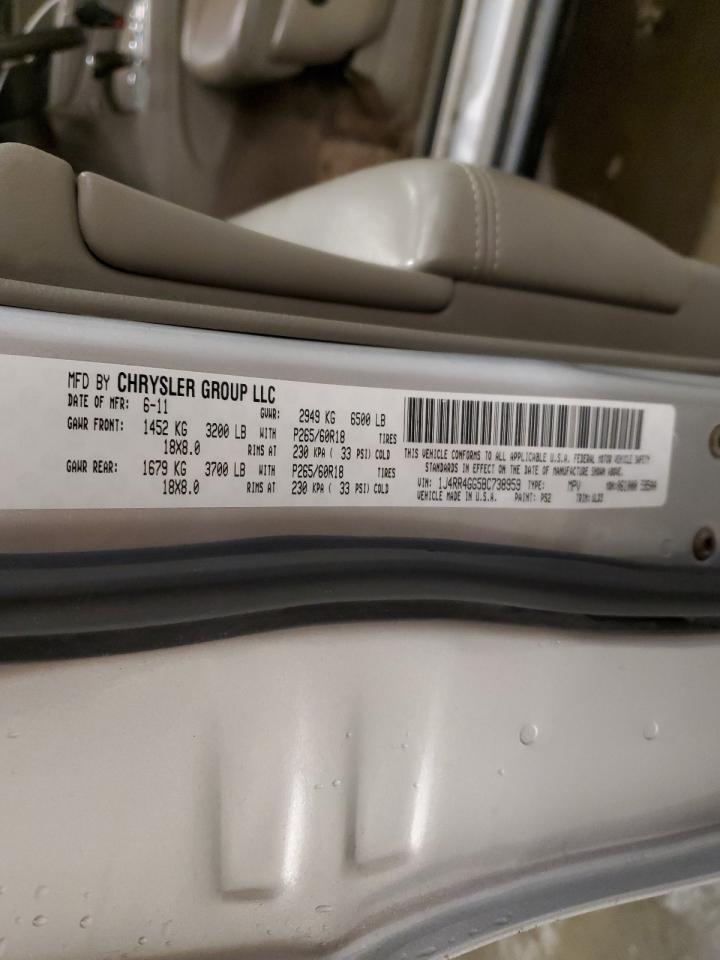 MFD BY CHRYSLER GROUP LLC
DATE OF MFR: 6-11 GVWR: 2949 KG 6500 LB
GAWR FRONT: 1452 KG 3200 LB WITH P265/60R18 TIRES
18X8.0 RIMS AT 230 KPA ( 33 PSI) COLD
GAWR REAR: 1679 KG 3700 LB WITH P265/60R18 TIRES
18X8.0 RIMS AT 230 KPA ( 33 PSI) COLD
THIS VEHICLE CONFORMS TO ALL APPLICABLE U.S.A. FEDERAL MOTOR VEHICLE SAFETY
STANDARDS IN EFFECT ON THE DATE OF MANUFACTURE SHOWN ABOVE.
VIN: 1J4RR4GG5BC738959 TYPE: MPV MDH:
VEHICLE MADE IN U.S.A. PAINT: PS2 TRIM: